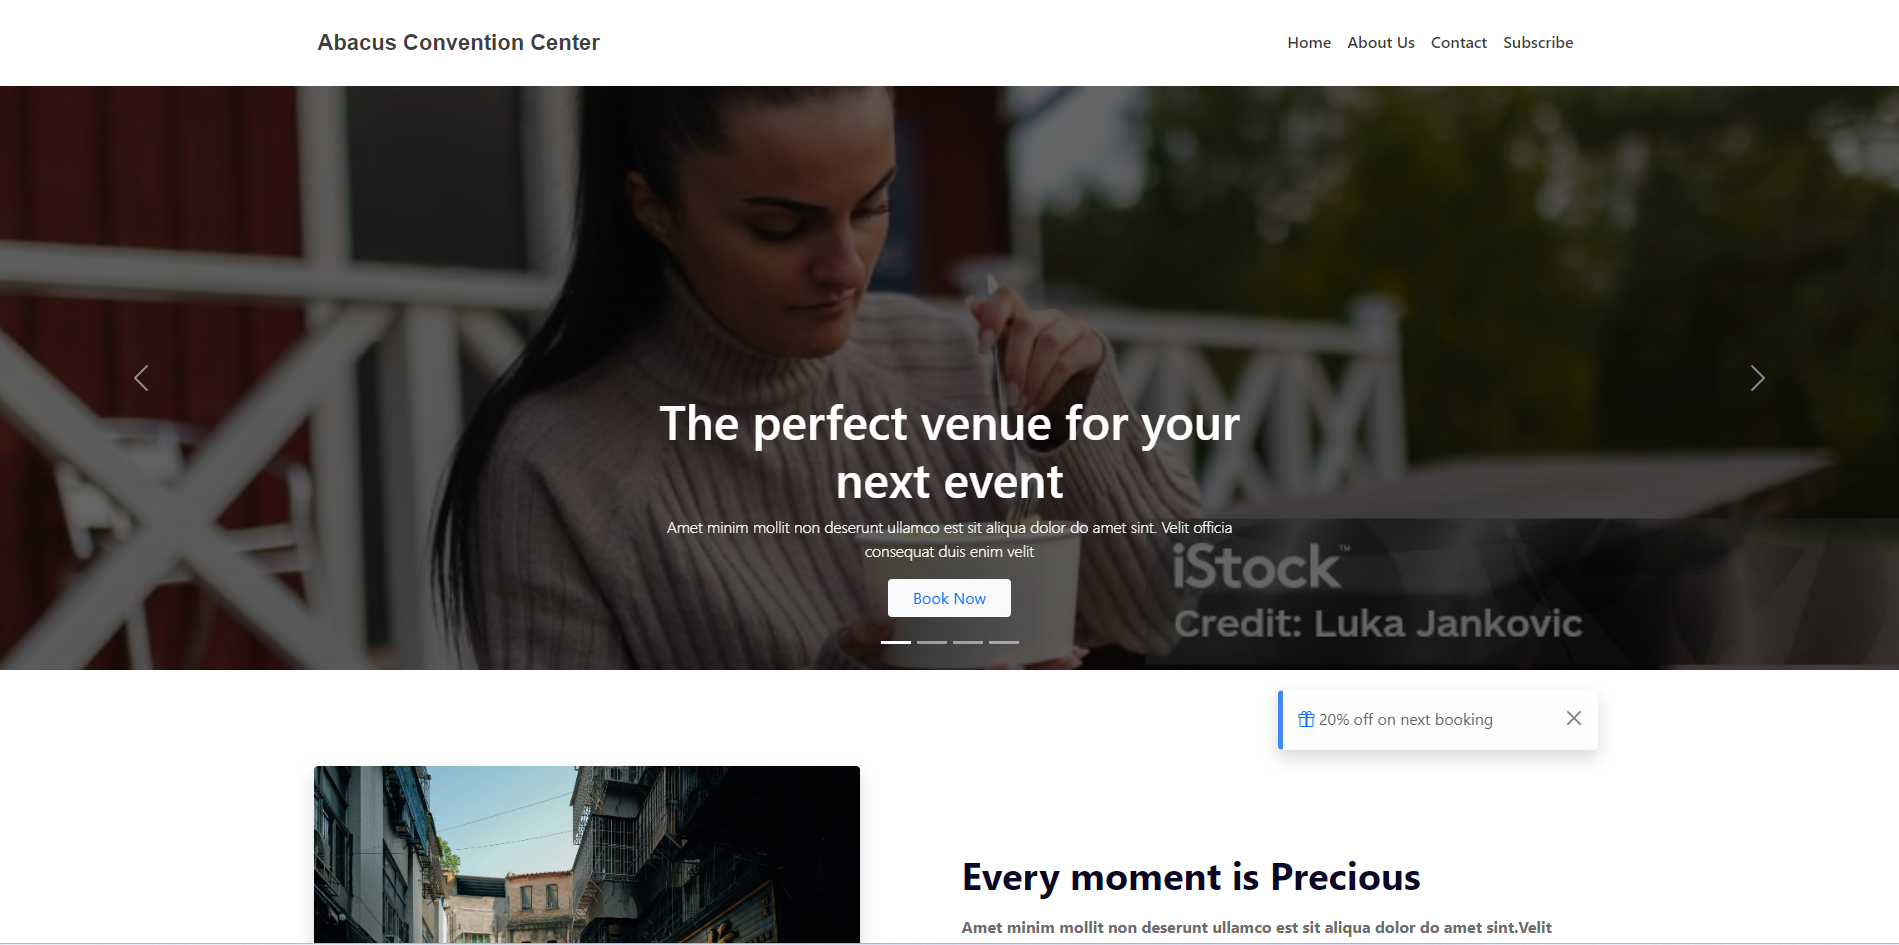 Abacus Convention Center
Home About Us Contact Subscribe
The perfect venue for your
next event
Amet minim mollit non deserunt ullamco est sit aliqua dolor do amet sint. Velit officia
consequat duis enim velit
iStock™
Book Now
Credit: Luka Jankovic
20% off on next booking
Every moment is Precious
Amet minim mollit non deserunt ullamco est sit aliqua dolor do amet sint.Velit